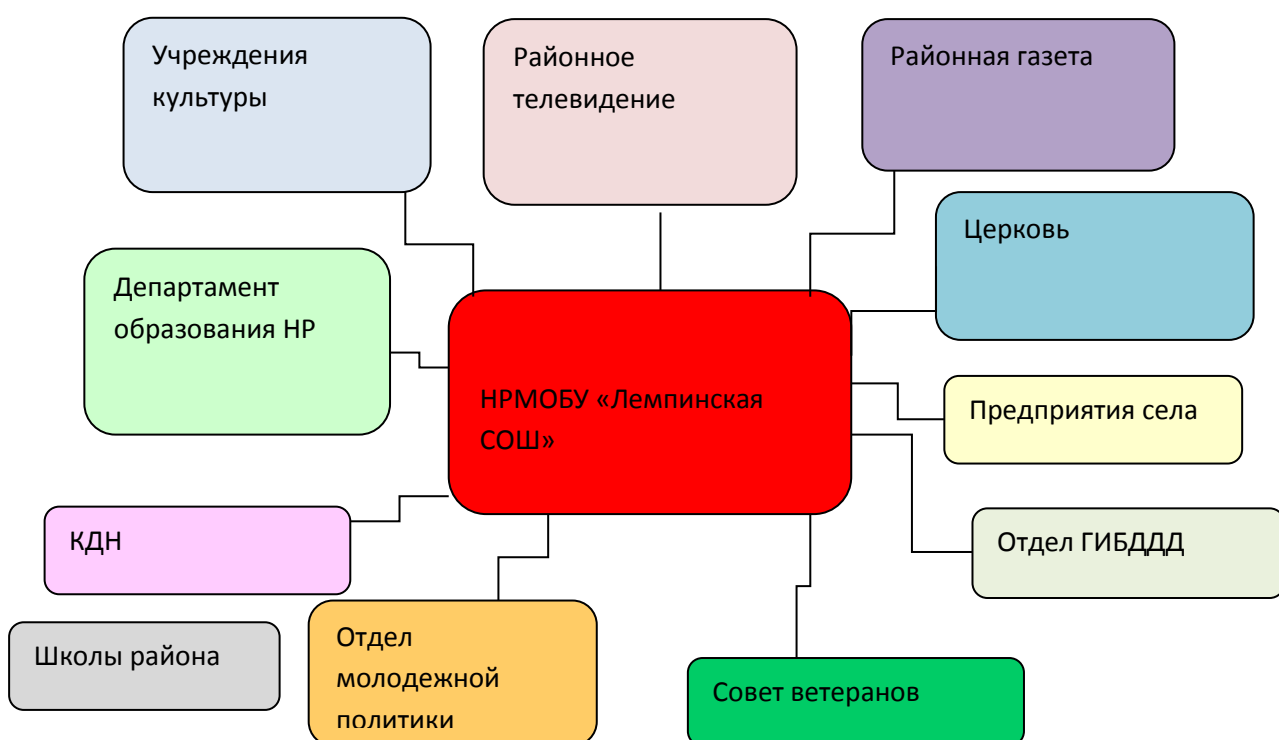 Учреждения
культуры
Районное
телевидение
Районная газета
Церковь
Департамент
образования НР
НРМОБУ «Лемпинская
СОШ»
Предприятия села
КДН
Отдел ГИБДДД
Школы района
Отдел
молодежной
политики
Совет ветеранов